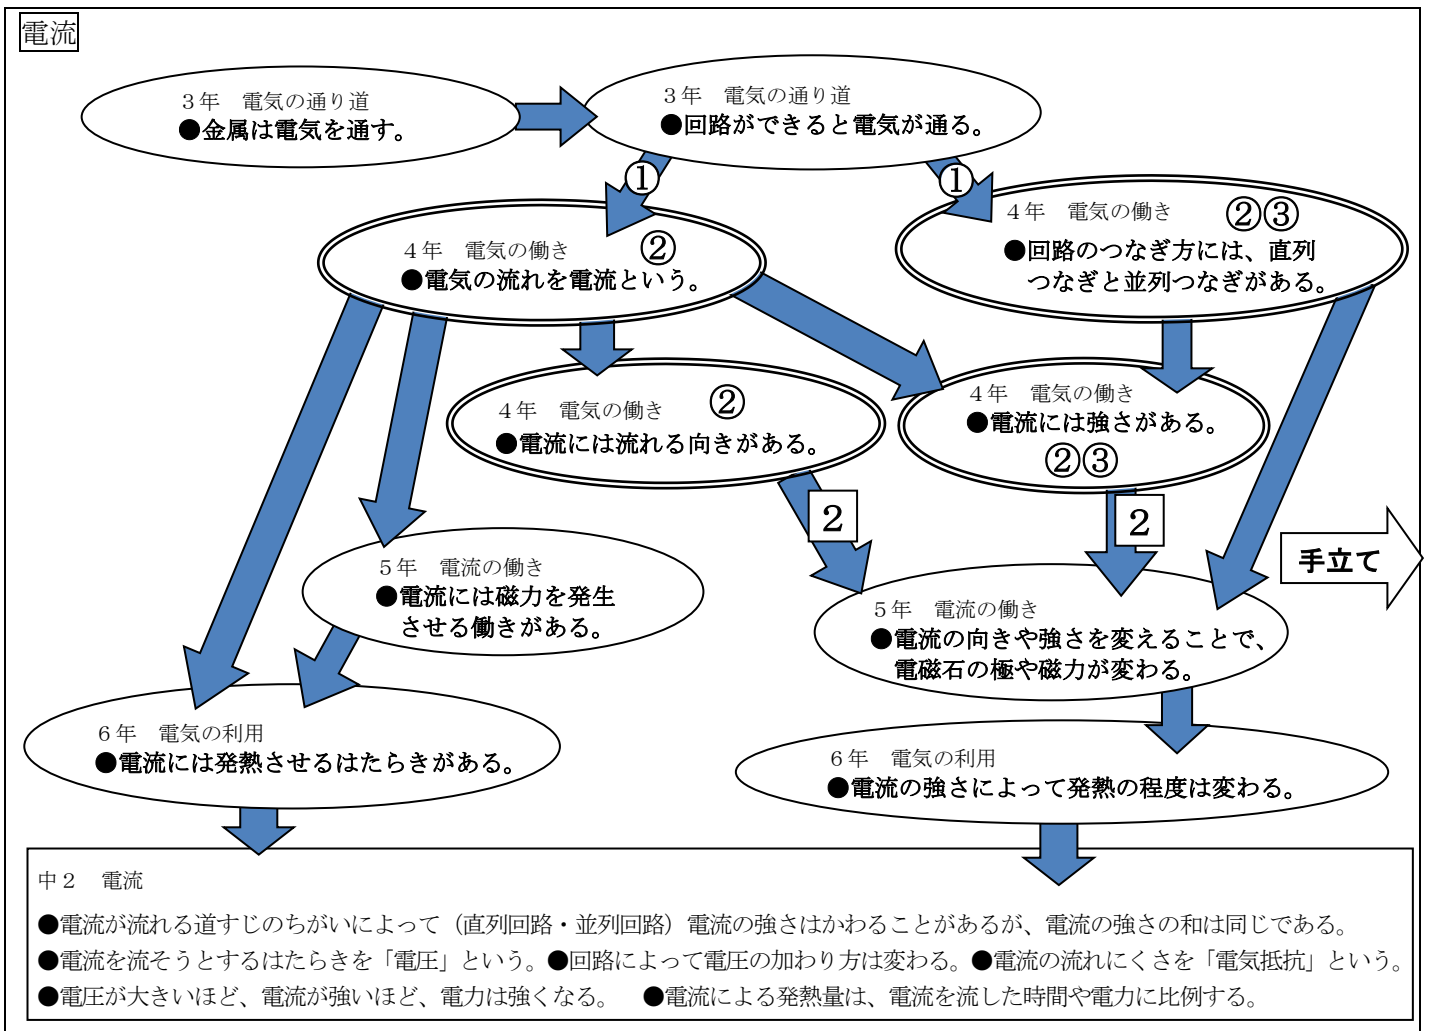 電流
３年　電気の通り道
●金属は電気を通す。
３年　電気の通り道
●回路ができると電気が通る。
①
①
４年　電気の働き　②
●電気の流れを電流という。
４年　電気の働き　②③
●回路のつなぎ方には、直列
つなぎと並列つなぎがある。
４年　電気の働き　②
●電流には流れる向きがある。
４年　電気の働き
●電流には強さがある。
②③
2
2
手立て
５年　電流の働き
●電流には磁力を発生
させる働きがある。
５年　電流の働き
●電流の向きや強さを変えることで、
電磁石の極や磁力が変わる。
６年　電気の利用
●電流には発熱させるはたらきがある。
６年　電気の利用
●電流の強さによって発熱の程度は変わる。
中２　電流
●電流が流れる道すじのちがいによって（直列回路・並列回路）電流の強さはかわることがあるが、電流の強さの和は同じである。
●電流を流そうとするはたらきを「電圧」という。●回路によって電圧の加わり方は変わる。●電流の流れにくさを「電気抵抗」という。
●電圧が大きいほど、電流が強いほど、電力は強くなる。　●電流による発熱量は、電流を流した時間や電力に比例する。